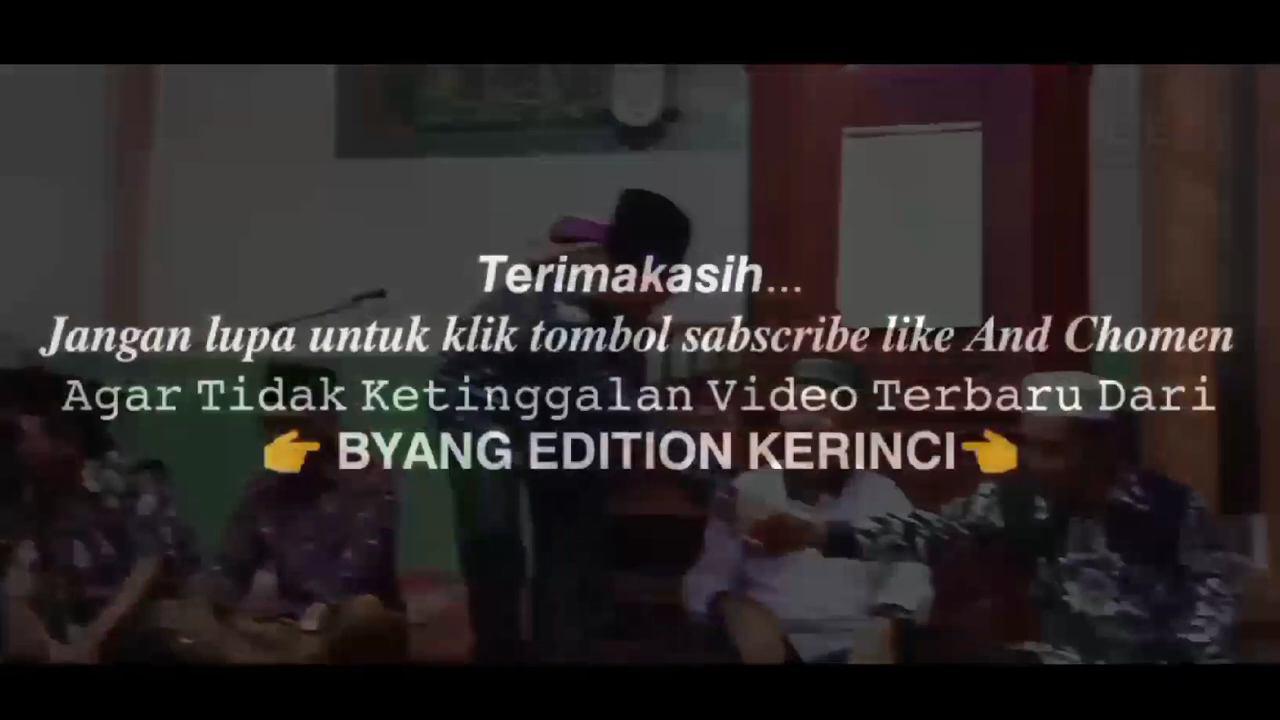 Terimakasih...
Jangan lupa untuk klik tombol sabscribe like And Chomen
Agar Tidak Ketinggalan Video Terbaru Dari
👉 BYANG EDITION KERINCI👈